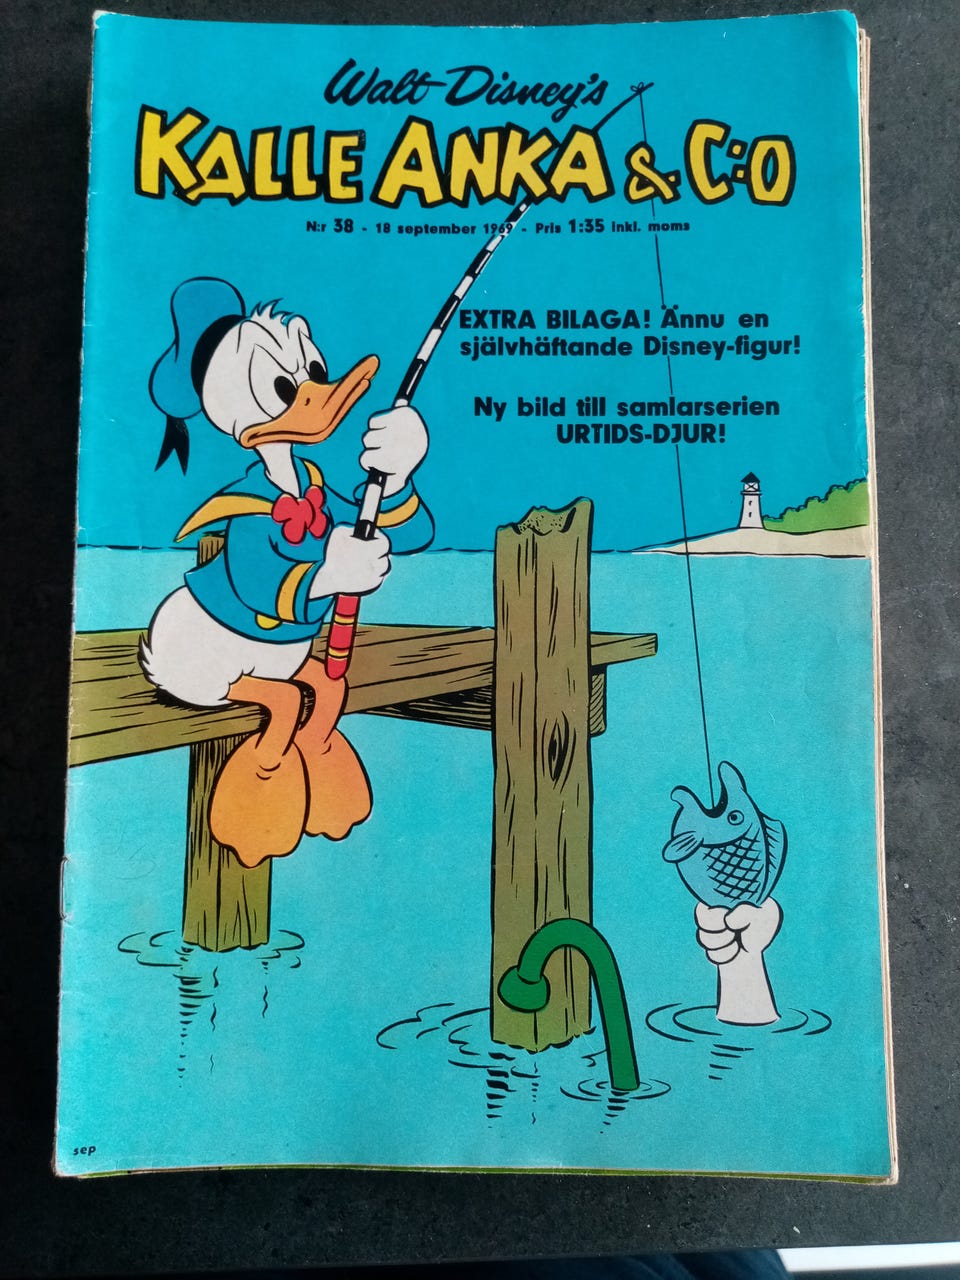 Walt Disney's
KALLE ANKA & C:O
N:r 38 - 18 september 1969 - Pris 1:35 inkl. moms
EXTRA BILAGA! Ännu en
självhäftande Disney-figur!
Ny bild till samlarserien
URTIDS-DJUR!
sep